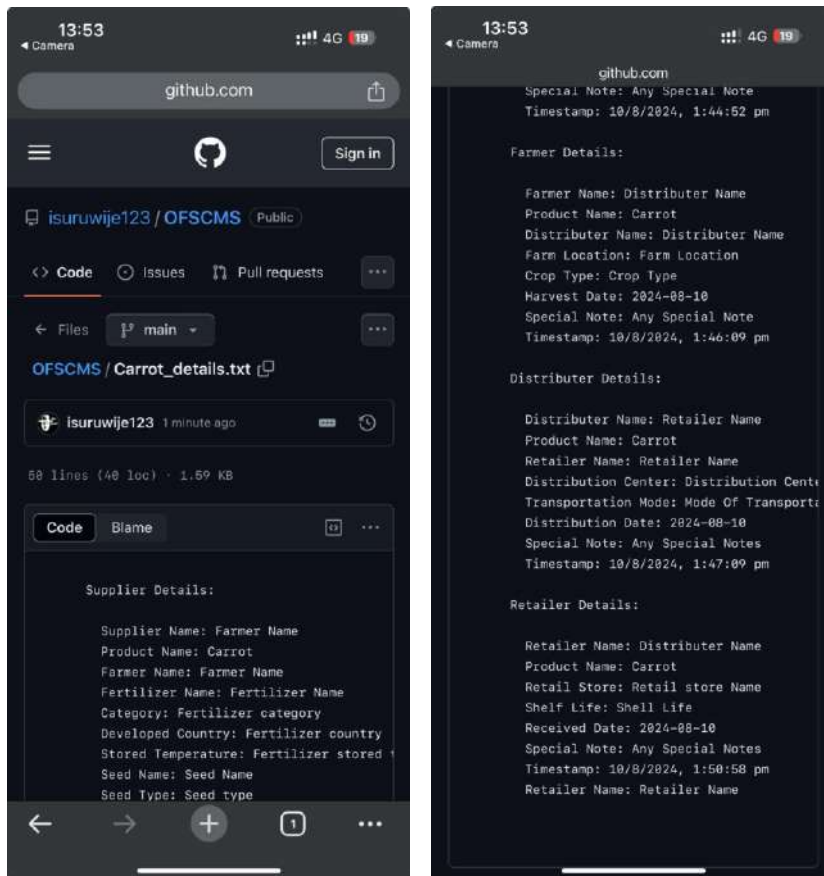 13:53
◀ Camera
4G 19
github.com
Sign in
isuruwije123 / OFSCMS Public
Code Issues Pull requests
Files main
OFSCMS / Carrot_details.txt
isuruwije123 1 minute ago
50 lines (40 loc) · 1.59 KB
Code Blame
Supplier Details:
Supplier Name: Farmer Name
Product Name: Carrot
Farmer Name: Farmer Name
Fertilizer Name: Fertilizer Name
Category: Fertilizer category
Developed Country: Fertilizer country
Stored Temperature: Fertilizer stored
Seed Name: Seed Name
Seed Type: Seed type
1
13:53
◀ Camera
4G 19
github.com
Special Note: Any Special Note
Timestamp: 10/8/2024, 1:44:52 pm
Farmer Details:
Farmer Name: Distributer Name
Product Name: Carrot
Distributer Name: Distributer Name
Farm Location: Farm Location
Crop Type: Crop Type
Harvest Date: 2024-08-10
Special Note: Any Special Note
Timestamp: 10/8/2024, 1:46:09 pm
Distributer Details:
Distributer Name: Retailer Name
Product Name: Carrot
Retailer Name: Retailer Name
Distribution Center: Distribution Cente
Transportation Mode: Mode Of Transporta
Distribution Date: 2024-08-10
Special Note: Any Special Notes
Timestamp: 10/8/2024, 1:47:09 pm
Retailer Details:
Retailer Name: Distributer Name
Product Name: Carrot
Retail Store: Retail store Name
Shelf Life: Shell Life
Received Date: 2024-08-10
Special Note: Any Special Notes
Timestamp: 10/8/2024, 1:50:58 pm
Retailer Name: Retailer Name